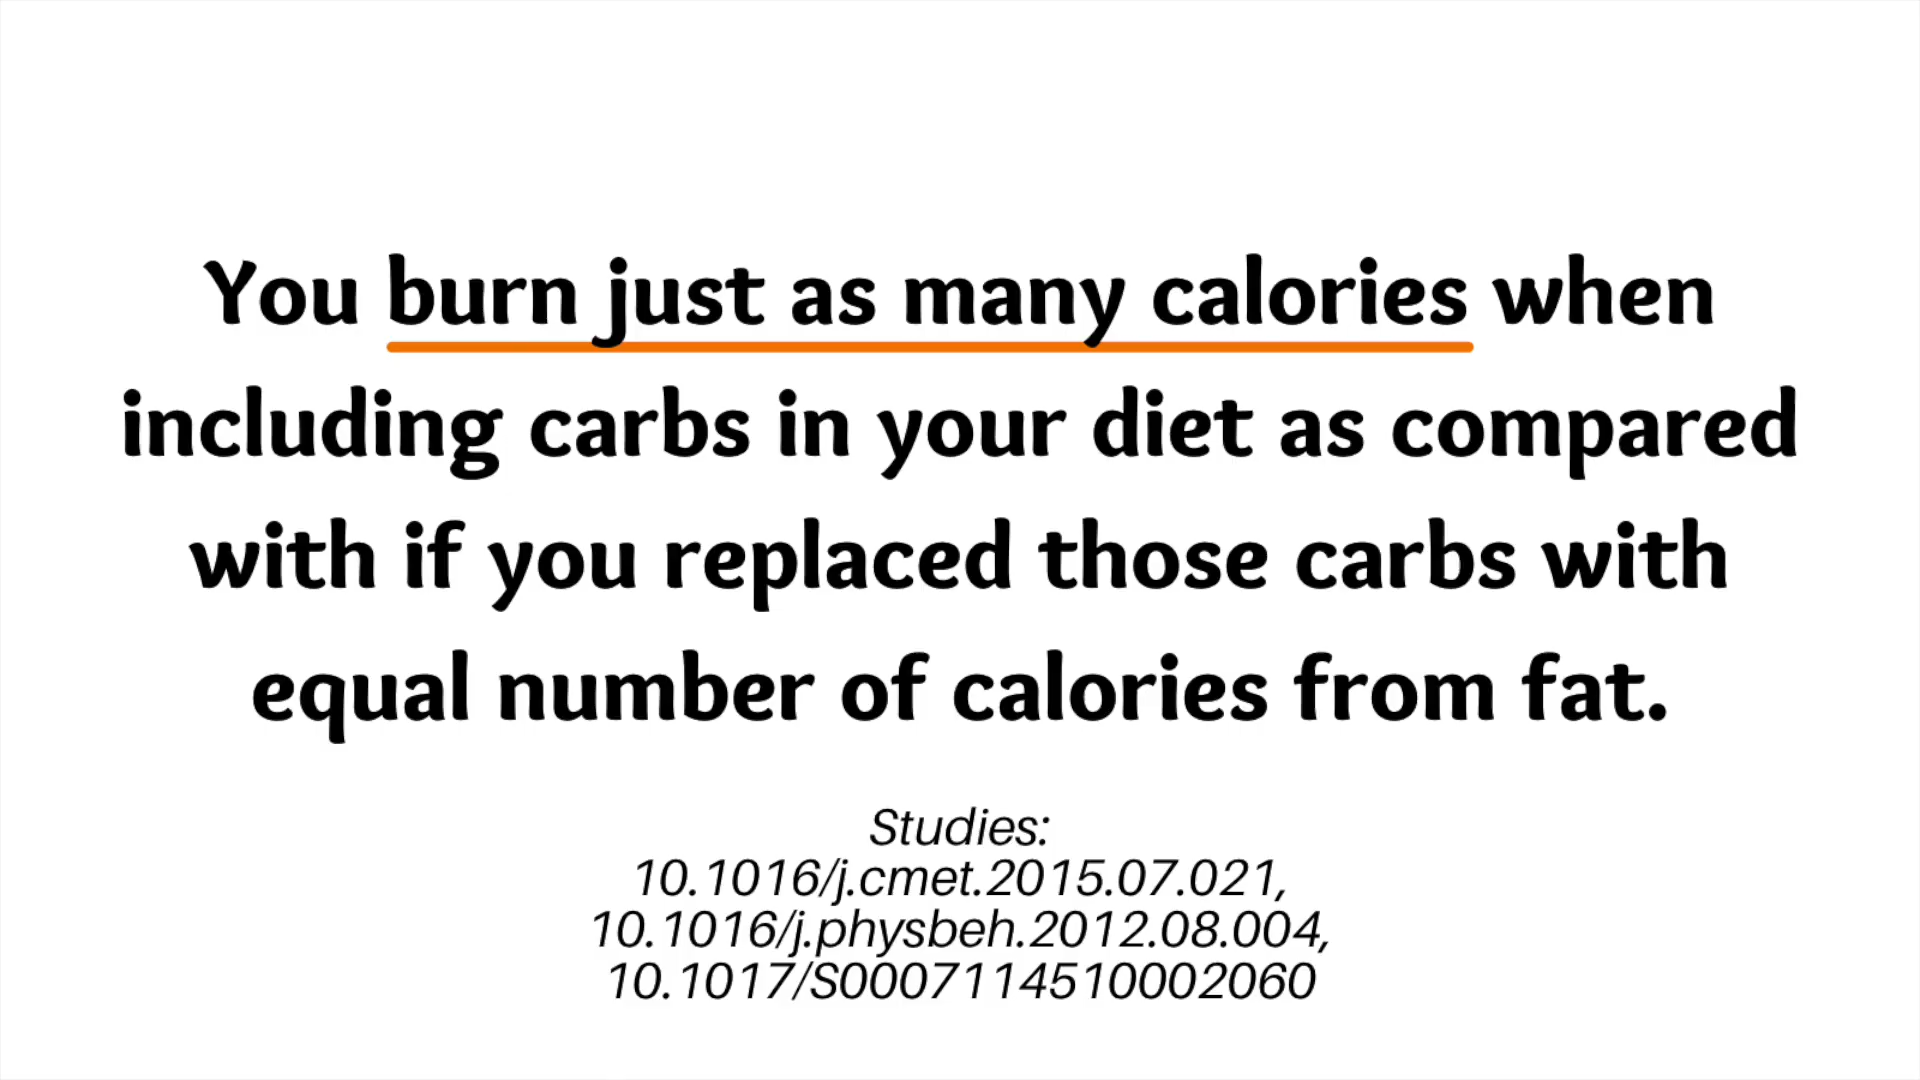 You burn just as many calories when
including carbs in your diet as compared
with if you replaced those carbs with
equal number of calories from fat.
Studies:
10.1016/j.cmet.2015.07.021,
10.1016/j.physbeh.2012.08.004,
10.1017/S0007114510002060